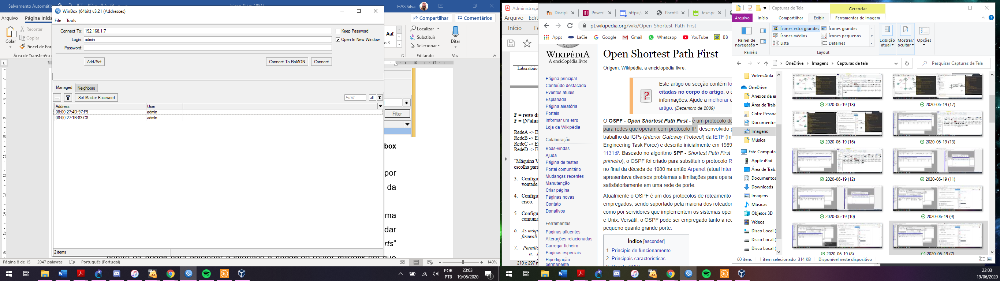 Salvamento Automático
HAS Silva
Arquivo
Página Inicia
Compartilhar
Comentários
Colar
Recortar
Copiar
Pincel de For
Área de Transferênci
Localizar
Substituir
Selecionar
Editando
Ditar
Voz
WinBox (64bit) v3.21 (Addresses)
File Tools
Connect To: 192.168.1.7
Keep Password
Login: admin
Open In New Window
Password:
Add/Set
Connect To RoMON
Connect
Managed
Neighbors
Set Master Password
Find
all
Address User
08:00:27:4D:97:F9 admin
08:00:27:1B:83:C8 admin
2 items
Filter
box
por
da
uma
dar
rts”
Página 8 de 15 2047 palavras Português (Portugal)
140%
POR
PTB
23:03
19/06/2020
Administraçã
Arquivo Edit
Início
Laboratório
F = resto da
F = (Nºalun
RedeA -> Es
RedeB -> Es
RedeC -> Es
RedeD -> Es
“Máquina V
escolha para
3. Configu
vontade.
4. Configu
cisco.
5. Configu
comunic
6. As máqu
firewall
7. Permita
210 x 297 m
Discipl
PowerF
https:/
Pacotã
tese.pc
pt.wikipedia.org/wiki/Open_Shortest_Path_First
Apps LaCie Google Gmail Whatsapp YouTube BB
WIKIPÉDIA
A enciclopédia livre
Página principal
Conteúdo destacado
Eventos atuais
Esplanada
Página aleatória
Portais
Informar um erro
Loja da Wikipédia
Colaboração
Boas-vindas
Ajuda
Página de testes
Portal comunitário
Mudanças recentes
Manutenção
Criar página
Páginas novas
Contato
Donativos
Ferramentas
Páginas afluentes
Alterações relacionadas
Carregar ficheiro
Páginas especiais
Hiperligação
permanente
Open Shortest Path First
Origem: Wikipédia, a enciclopédia livre.
Este artigo ou secção contém fo
citadas no corpo do artigo, o c
informações. Ajude a melhorar e
artigo. (Dezembro de 2009)
O OSPF - Open Shortest Path First - é um protocolo de
para redes que operam com protocolo IP; desenvolvido p
trabalho da IGPs (Interior Gateway Protocol) da IETF (Int
Engineering Task Force) e descrito inicialmente em 1989
1131. Baseado no algoritmo SPF - Shortest Path First
primeiro), o OSPF foi criado para substituir o protocolo R
no final da década de 1980 na então Arpanet (atual Intern
apresentava diversos problemas e limitações para opera
satisfatoriamente em uma rede de porte.
Atualmente o OSPF é um dos protocolos de roteamento
empregados, sendo suportado pela maioria dos roteador
como por servidores que implementem os sistemas oper
e Unix. Versátil, o OSPF pode ser empregado tanto a rec
pequeno quanto grande porte.
Índice [esconder]
1 Princípio de funcionamento
2 Principais características
Capturas de Tela
Gerenciar
Arquivo Início Compartilhar Exibir Ferramentas de Imagem
Painel de
navegação
Painéis
Ícones extra grandes
Ícones grandes
Ícones médios
Ícones pequenos
Lista
Detalhes
Layout
Exibição
atual
Mostrar/
ocultar
Opções
OneDrive Imagens Capturas de tela
Pesquisar Capturas de Tela
VideosAula
OneDrive
Anexos de er
Área de Trab
Cofre Pessoa
Documentos
Imagens
Música
Este Computa
Apple iPad
Área de Trab
Documentos
Downloads
Imagens
Músicas
Objetos 3D
Vídeos
Disco Local (
Disco Local (
Disco Local (
2020-06-19 (18)
2020-06-19 (17)
2020-06-19 (16)
2020-06-19 (13)
2020-06-19 (12)
2020-06-19 (11)
2020-06-19 (10)
2020-06-19 (9)
2020-06-19 (8)
2020-06-19 (7)
60 itens 1 item selecionado 314 KB Disponível neste dispositivo
23:03
19/06/2020